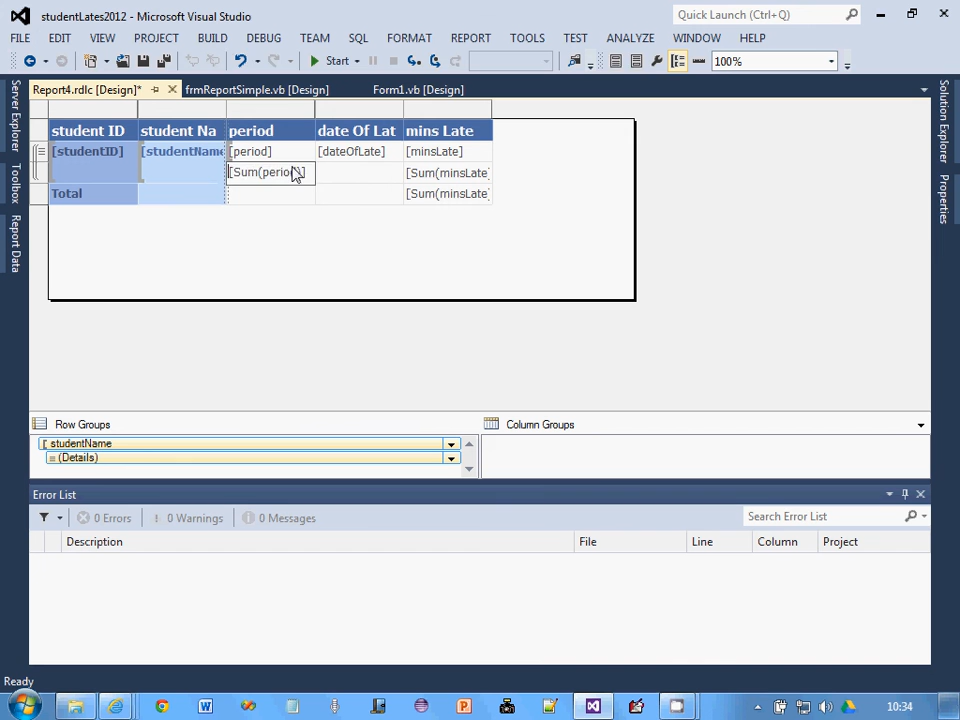 studentLates2012 - Microsoft Visual Studio
Quick Launch (Ctrl+Q)
FILE EDIT VIEW PROJECT BUILD DEBUG TEAM SQL FORMAT REPORT TOOLS TEST ANALYZE WINDOW HELP
Start 100%
Report4.rdlc [Design]* frmReportSimple.vb [Design] Form1.vb [Design]
Server Explorer
Toolbox
Report Data
Solution Explorer
Properties
student ID student Na period date Of Lat mins Late
[studentID] [studentName [period] [dateOfLate] [minsLate]
[Sum(period)] [Sum(minsLate)
Total [Sum(minsLate)
Row Groups Column Groups
[ studentName
(Details)
Error List
0 Errors 0 Warnings 0 Messages Search Error List
Description File Line Column Project
Ready
10:34